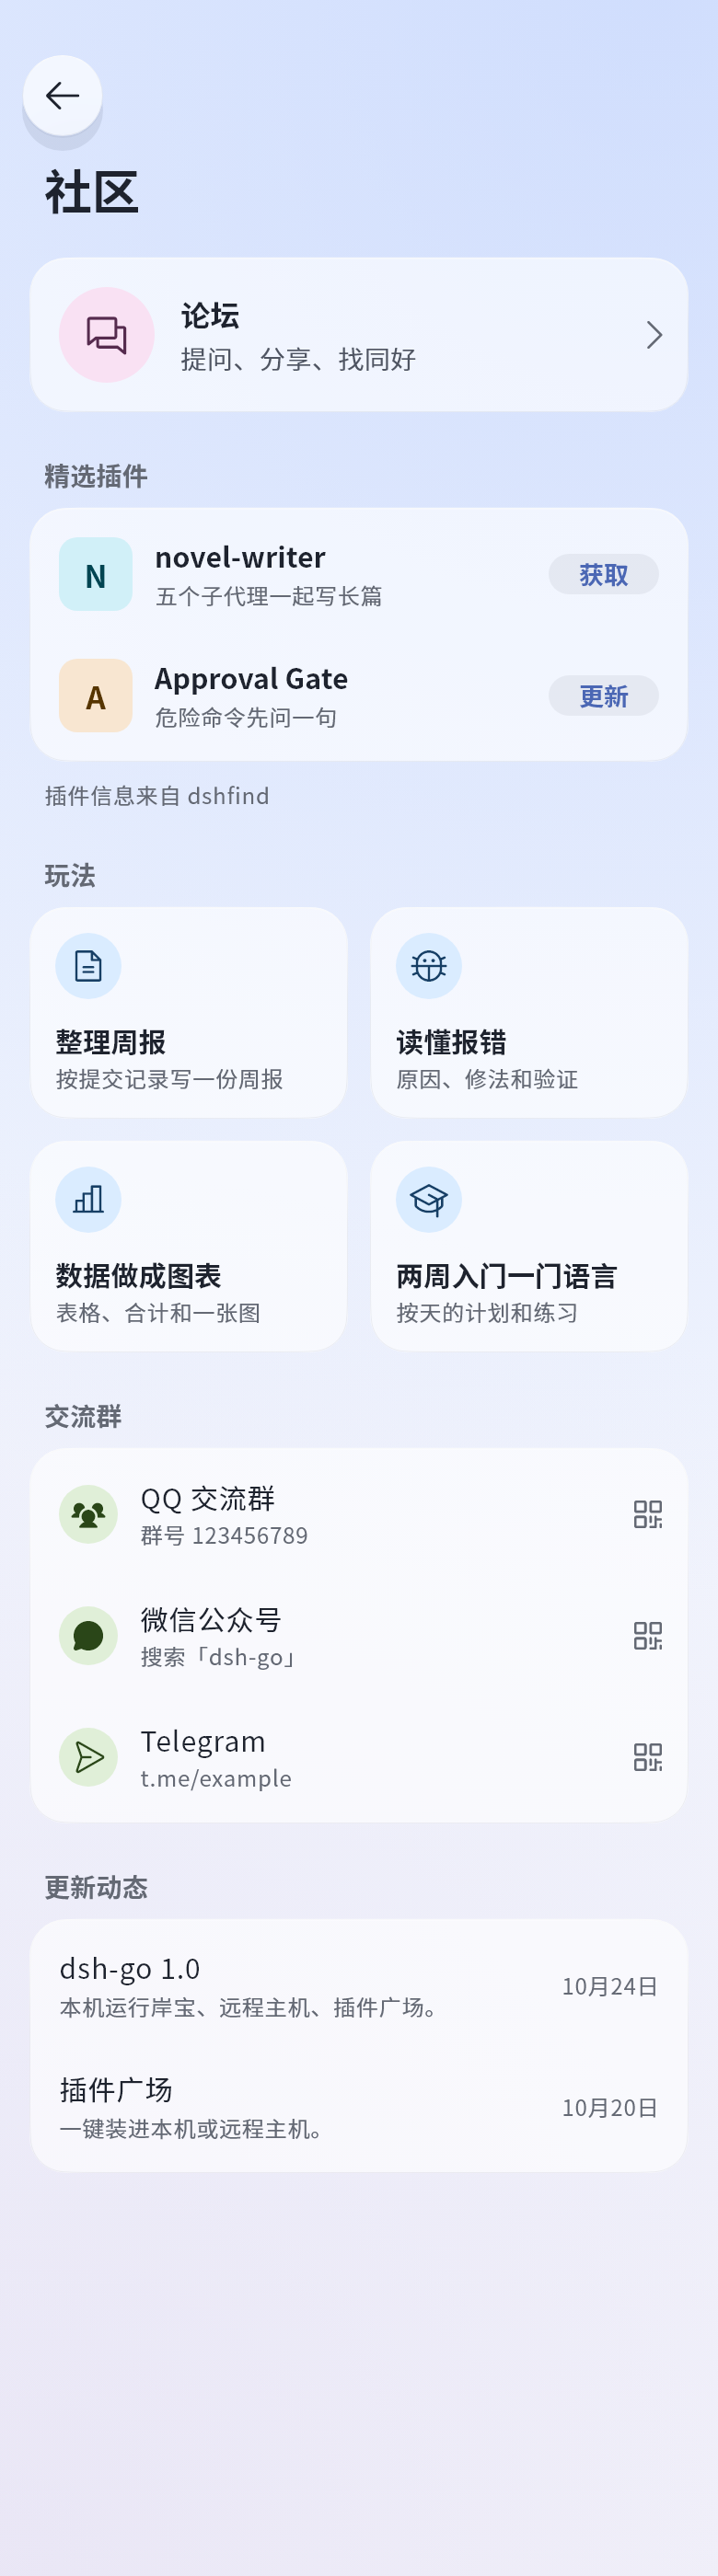 社区
论坛
提问、分享、找同好
精选插件
N
novel-writer
五个子代理一起写长篇
获取
A
Approval Gate
危险命令先问一句
更新
插件信息来自 dshfind
玩法
整理周报
按提交记录写一份周报
读懂报错
原因、修法和验证
数据做成图表
表格、合计和一张图
两周入门一门语言
按天的计划和练习
交流群
QQ 交流群
群号 123456789
微信公众号
搜索「dsh-go」
Telegram
t.me/example
更新动态
dsh-go 1.0
本机运行岸宝、远程主机、插件广场。
10月24日
插件广场
一键装进本机或远程主机。
10月20日